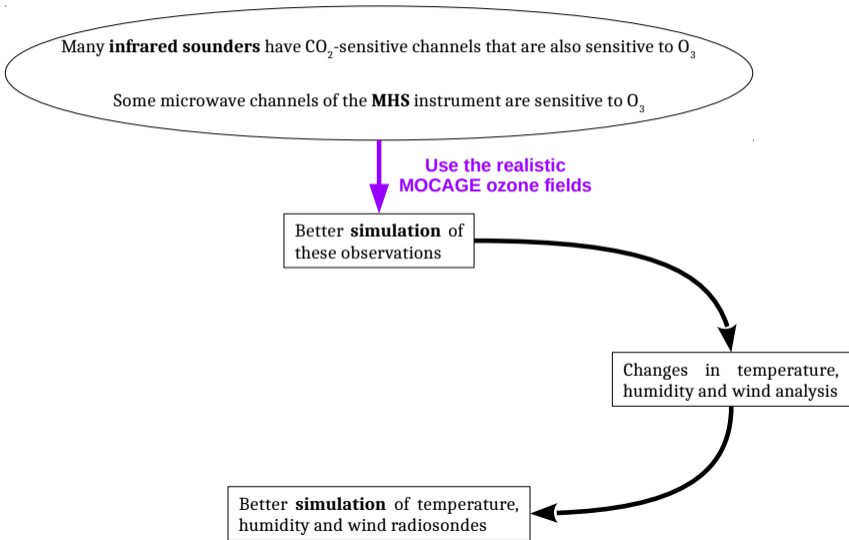 Many infrared sounders have CO₂-sensitive channels that are also sensitive to O₃
Some microwave channels of the MHS instrument are sensitive to O₃
Use the realistic
MOCAGE ozone fields
Better simulation of
these observations
Changes in temperature,
humidity and wind analysis
Better simulation of temperature,
humidity and wind radiosondes